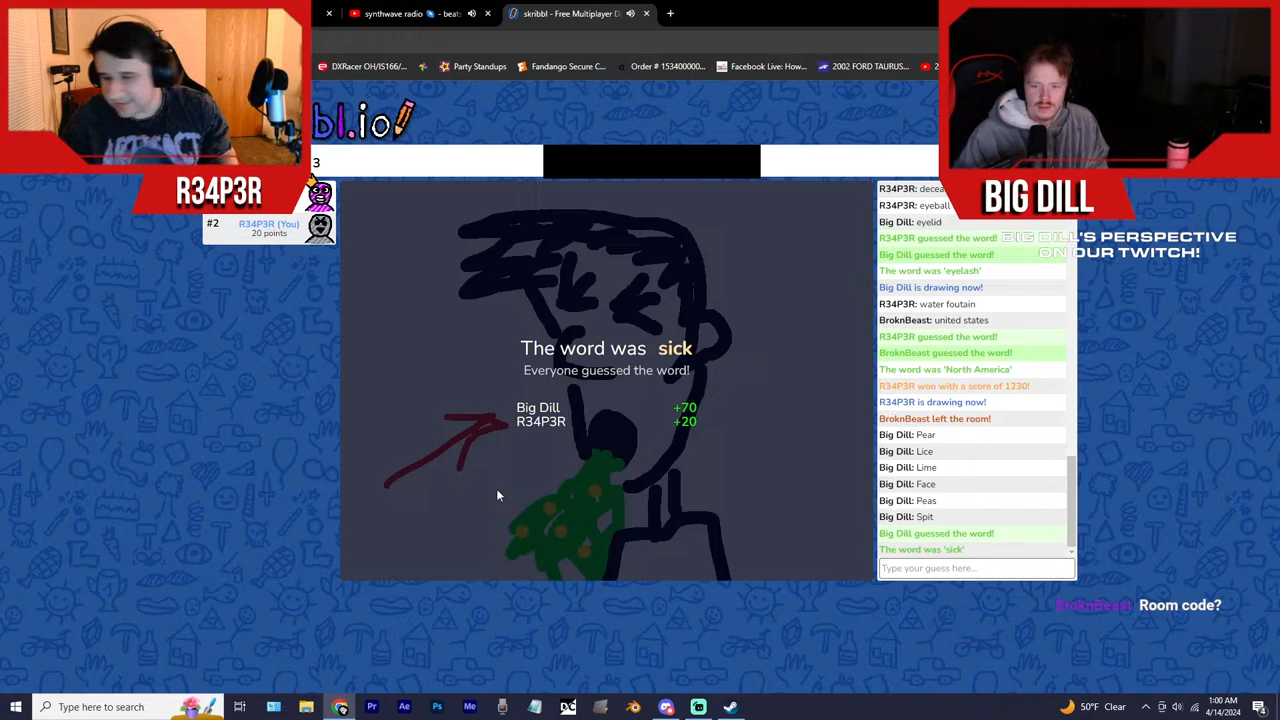 synthwave radio - beats
skribbl - Free Multiplayer D
DXRacer OH/IS166/...
Party Standups
Fandango Secure C...
Order # 153400000...
Facebook Live: How...
2002 FORD TAURUS...
bl.io
3
R34P3R
BIG DILL
BIG DILL'S PERSPECTIVE
ON OUR TWITCH!
#2
R34P3R (You)
20 points
The word was sick
Everyone guessed the word!
Big Dill +70
R34P3R +20
R34P3R: decea
R34P3R: eyeball
Big Dill: eyelid
R34P3R guessed the word!
Big Dill guessed the word!
The word was 'eyelash'
Big Dill is drawing now!
R34P3R: water foutain
BroknBeast: united states
R34P3R guessed the word!
BroknBeast guessed the word!
The word was 'North America'
R34P3R won with a score of 1230!
R34P3R is drawing now!
BroknBeast left the room!
Big Dill: Pear
Big Dill: Lice
Big Dill: Lime
Big Dill: Face
Big Dill: Peas
Big Dill: Spit
Big Dill guessed the word!
The word was 'sick'
Type your guess here...
BroknBeast Room code?
Type here to search
50°F Clear
1:00 AM
4/14/2024